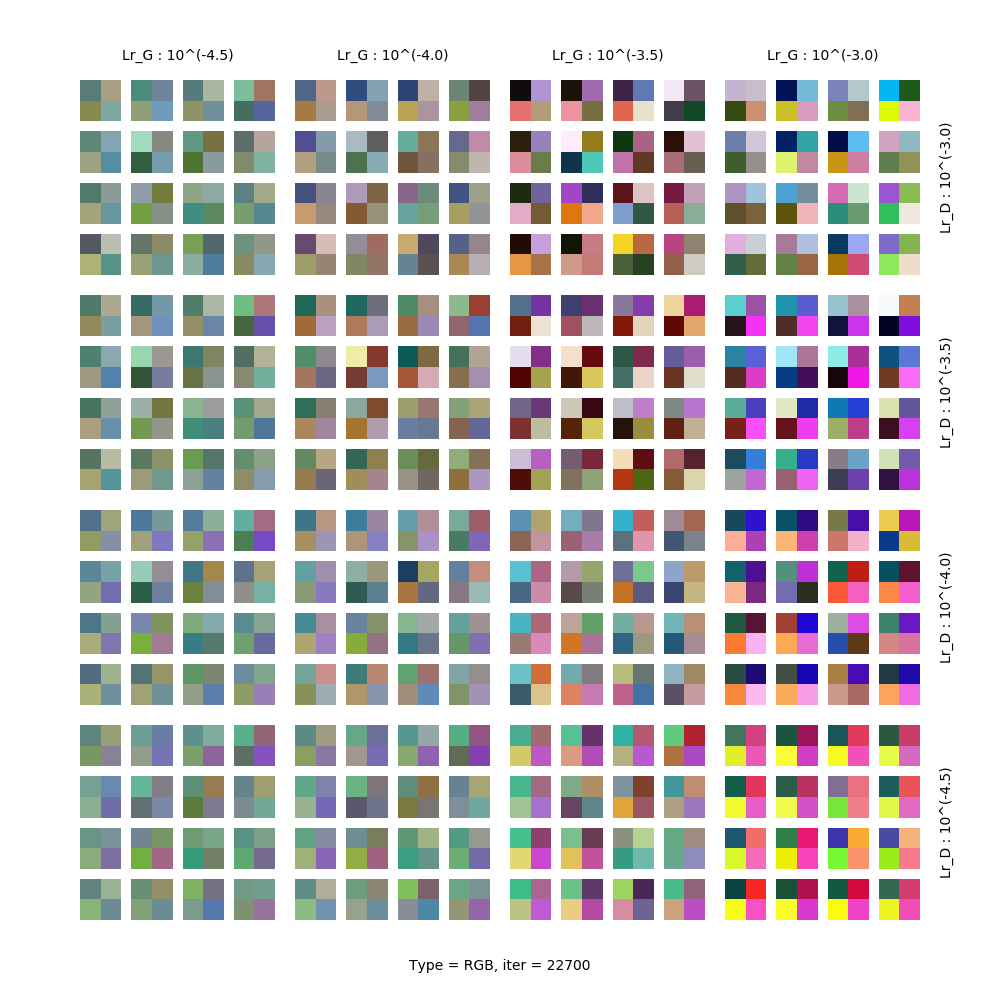 Lr_G : 10^(-4.5)
Lr_G : 10^(-4.0)
Lr_G : 10^(-3.5)
Lr_G : 10^(-3.0)
Lr_D : 10^(-3.0)
Lr_D : 10^(-3.5)
Lr_D : 10^(-4.0)
Lr_D : 10^(-4.5)
Type = RGB, iter = 22700